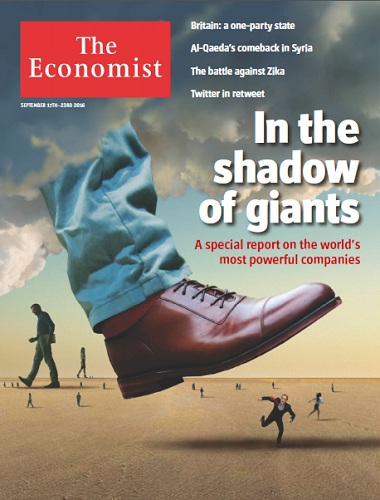 The
Economist
SEPTEMBER 17TH–23RD 2016
Britain: a one-party state
Al-Qaeda's comeback in Syria
The battle against Zika
Twitter in retweet
In the
shadow
of giants
A special report on the world's
most powerful companies